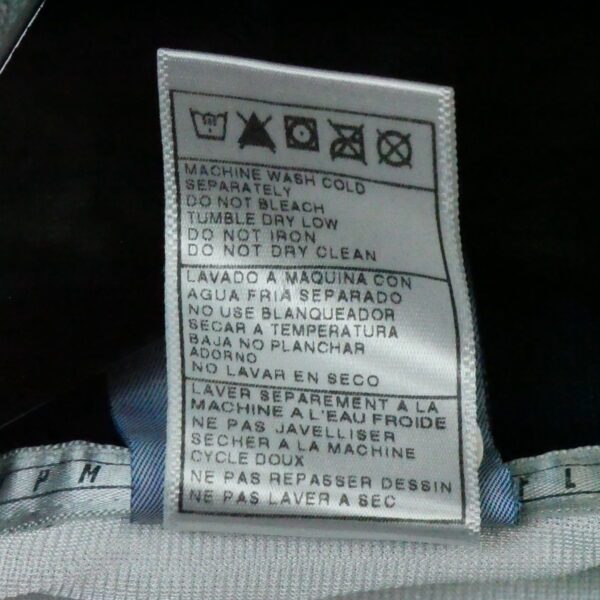 MACHINE WASH COLD
SEPARATELY
DO NOT BLEACH
TUMBLE DRY LOW
DO NOT IRON
DO NOT DRY CLEAN
LAVADO A MAQUINA CON
AGUA FRIA SEPARADO
NO USE BLANQUEADOR
SECAR A TEMPERATURA
BAJA NO PLANCHAR
ADORNO
NO LAVAR EN SECO
LAVER SEPAREMENT A LA
MACHINE A L'EAU FROIDE
NE PAS JAVELLISER
SECHER A LA MACHINE
CYCLE DOUX
NE PAS REPASSER DESSIN
NE PAS LAVER A SEC
P M
L